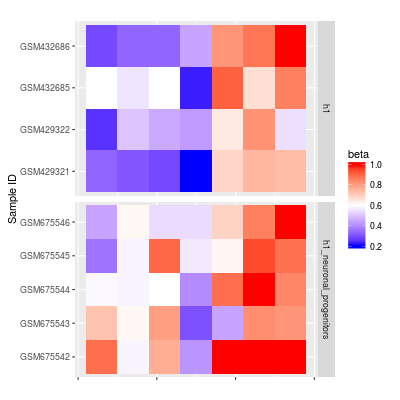 Sample ID
GSM432686
GSM432685
GSM429322
GSM429321
h1
GSM675546
GSM675545
GSM675544
GSM675543
GSM675542
h1_neuronal_progenitors
beta
1.0
0.8
0.6
0.4
0.2